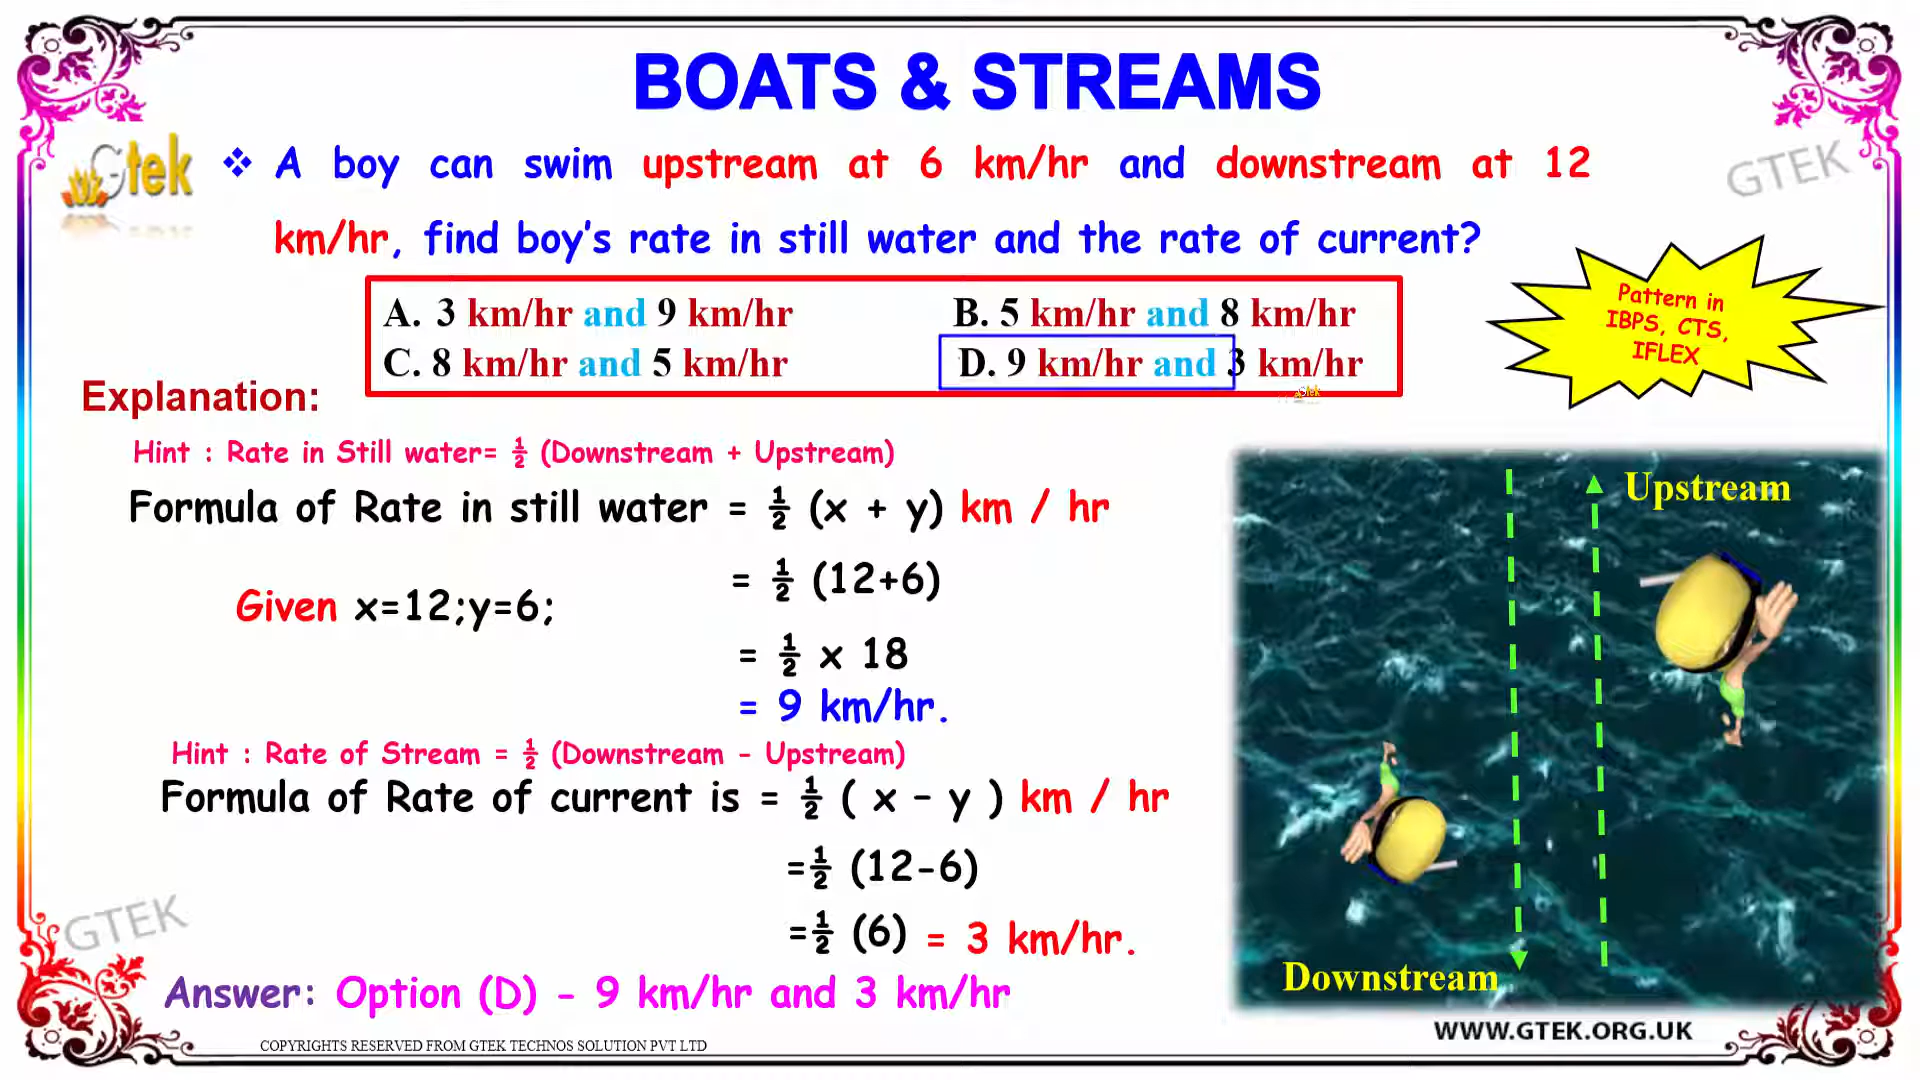 BOATS & STREAMS
Gtek
GTEK
❖ A boy can swim upstream at 6 km/hr and downstream at 12
km/hr, find boy's rate in still water and the rate of current?
A. 3 km/hr and 9 km/hr
B. 5 km/hr and 8 km/hr
C. 8 km/hr and 5 km/hr
D. 9 km/hr and 3 km/hr
Pattern in
IBPS, CTS,
IFLEX
Explanation:
Hint : Rate in Still water= ½ (Downstream + Upstream)
Formula of Rate in still water = ½ (x + y) km / hr
= ½ (12+6)
Given x=12;y=6;
= ½ x 18
= 9 km/hr.
Hint : Rate of Stream = ½ (Downstream - Upstream)
Formula of Rate of current is = ½ ( x – y ) km / hr
=½ (12-6)
=½ (6) = 3 km/hr.
Answer: Option (D) - 9 km/hr and 3 km/hr
Upstream
Downstream
GTEK
WWW.GTEK.ORG.UK
COPYRIGHTS RESERVED FROM GTEK TECHNOS SOLUTION PVT LTD